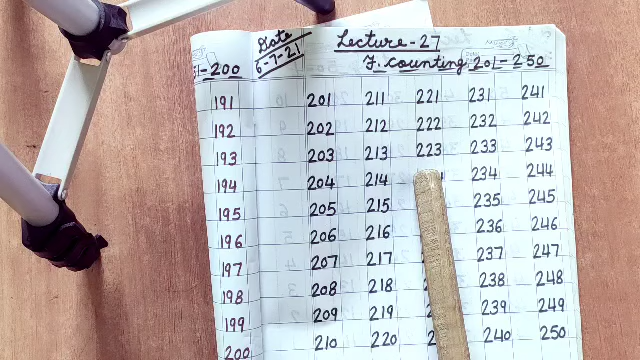 Date
6-7-21
Lecture-27
7. counting 201-250
1-200
191 201 211 221 231 241
192 202 212 222 232 242
193 203 213 223 233 243
194 204 214 234 244
195 205 215 235 245
196 206 216 236 246
197 207 217 237 247
198 208 218 238 248
199 209 219 239 249
200 210 220 240 250